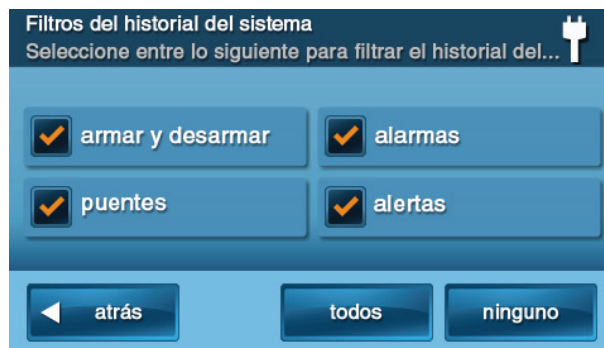 Filtros del historial del sistema
Seleccione entre lo siguiente para filtrar el historial del...
armar y desarmar
alarmas
puentes
alertas
atrás
todos
ninguno